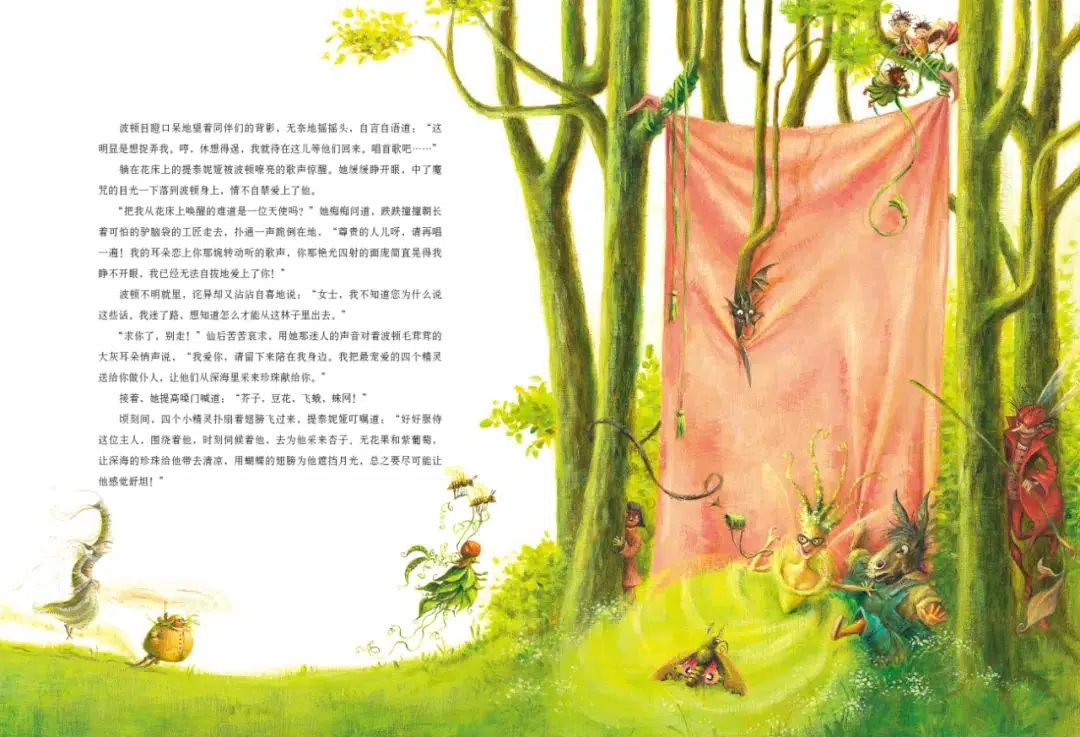 波顿目瞪口呆地望着同伴们的背影，无奈地摇摇头，自言自语道：“这
明显是想捉弄我。哼，休想得逞，我就待在这儿等他们回来。唱首歌吧……”
躺在花床上的提泰妮娅被波顿嘹亮的歌声惊醒。她缓缓睁开眼，中了魔
咒的目光一下落到波顿身上，情不自禁爱上了他。
“把我从花床上唤醒的难道是一位天使吗？”她痴痴问道，跌跌撞撞朝长
着可怕的驴脑袋的工匠走去，扑通一声跪倒在地，“尊贵的人儿呀，请再唱
一遍！我的耳朵恋上你那婉转动听的歌声，你那艳光四射的面庞简直晃得我
睁不开眼，我已经无法自拔地爱上了你！”
波顿不明就里，诧异却又沾沾自喜地说：“女士，我不知道您为什么说
这些话。我迷了路，想知道怎么才能从这林子里出去。”
“求你了，别走！”仙后苦苦哀求，用她那迷人的声音对着波顿毛茸茸的
大灰耳朵悄声说，“我爱你，请留下来陪在我身边。我把最宠爱的四个精灵
送给你做仆人，让他们从深海里采来珍珠献给你。”
接着，她提高嗓门喊道：“芥子，豆花，飞蛾，蛛网！”
顷刻间，四个小精灵扑扇着翅膀飞过来，提泰妮娅叮嘱道：“好好服侍
这位主人，围绕着他，时刻伺候着他，去为他采来杏子、无花果和紫葡萄，
让深海的珍珠给他带去清凉，用蝴蝶的翅膀为他遮挡月光，总之要尽可能让
他感觉舒坦！”